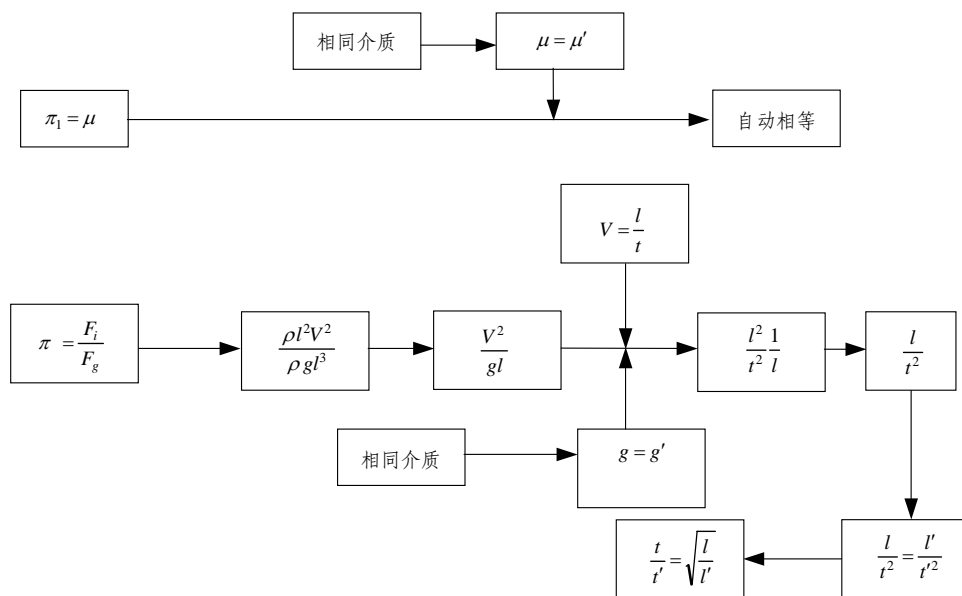 相同介质
μ = μ′
π₁ = μ
自动相等
V = l/t
π = F_i/F_g
ρl²V²/ρgl³
V²/gl
l²/t² 1/l
l/t²
相同介质
g = g′
t/t′ = √(l/l′)
l/t² = l′/t′²